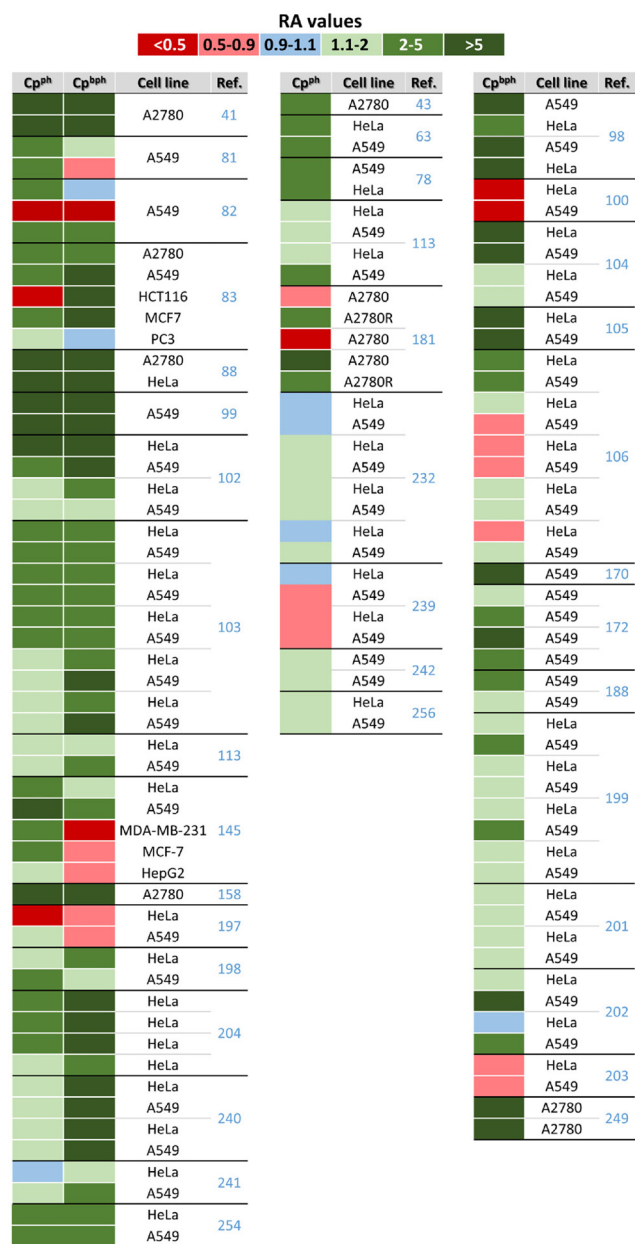 RA values
<0.5 0.5-0.9 0.9-1.1 1.1-2 2-5 >5
Cpph Cpbph Cell line Ref.
A2780 41
A549 81
A549 82
A2780
A549
HCT116 83
MCF7
PC3
A2780
88
HeLa
A549 99
HeLa
A549
102
HeLa
A549
HeLa
A549
HeLa
A549
HeLa
103
A549
HeLa
A549
HeLa
A549
HeLa
113
A549
HeLa
A549
MDA-MB-231 145
MCF-7
HepG2
A2780 158
HeLa
197
A549
HeLa
198
A549
HeLa
HeLa
204
HeLa
HeLa
HeLa
A549
240
HeLa
A549
HeLa
241
A549
HeLa
254
A549
Cpph Cell line Ref.
A2780 43
HeLa
63
A549
A549
78
HeLa
HeLa
A549
113
HeLa
A549
A2780
A2780R
A2780 181
A2780
A2780R
HeLa
A549
HeLa
A549
232
HeLa
A549
HeLa
A549
HeLa
A549
239
HeLa
A549
A549
242
A549
HeLa
256
A549
Cpbph Cell line Ref.
A549
HeLa
98
A549
HeLa
HeLa
100
A549
HeLa
A549
104
HeLa
A549
HeLa
105
A549
HeLa
A549
HeLa
A549
HeLa
106
A549
HeLa
A549
HeLa
A549
A549 170
A549
A549
172
A549
A549
A549
188
A549
HeLa
A549
HeLa
A549
199
HeLa
A549
HeLa
A549
HeLa
A549
201
HeLa
A549
HeLa
A549
202
HeLa
A549
HeLa
203
A549
A2780
249
A2780